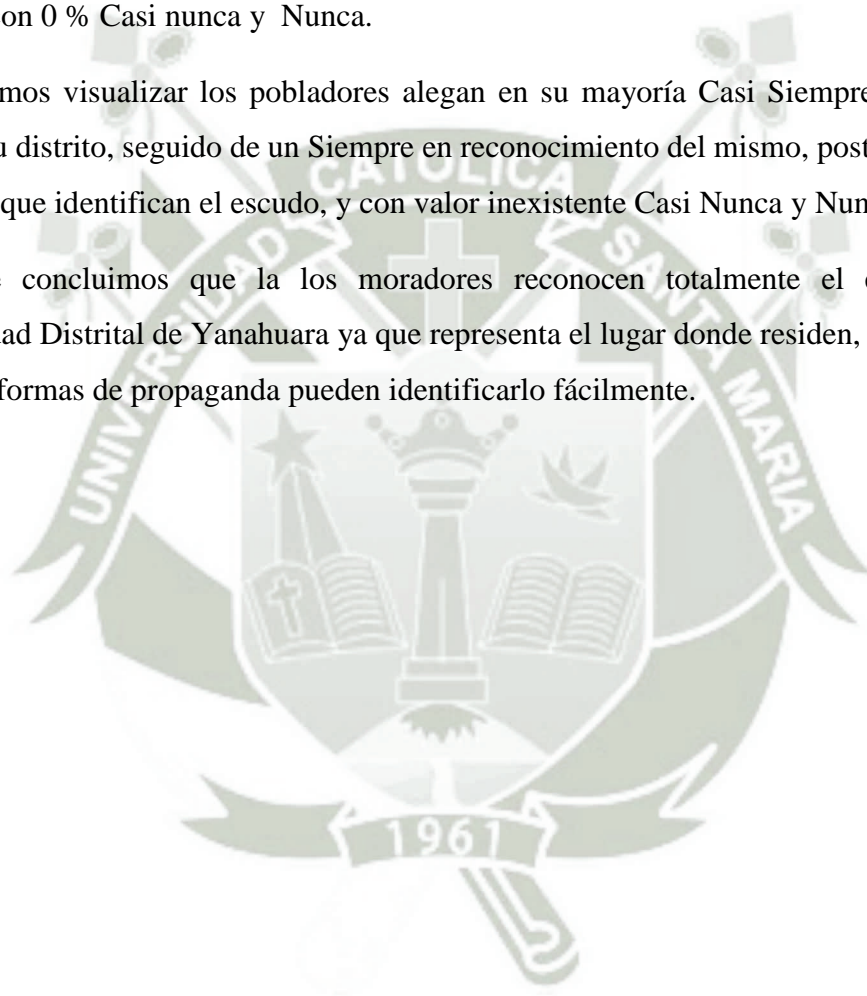 on 0 % Casi nunca y Nunca.
mos visualizar los pobladores alegan en su mayoría Casi Siempre
u distrito, seguido de un Siempre en reconocimiento del mismo, post
que identifican el escudo, y con valor inexistente Casi Nunca y Nun
concluimos que la los moradores reconocen totalmente el
dad Distrital de Yanahuara ya que representa el lugar donde residen,
formas de propaganda pueden identificarlo fácilmente.
UNIVERSIDAD CATOLICA SANTA MARIA
1961